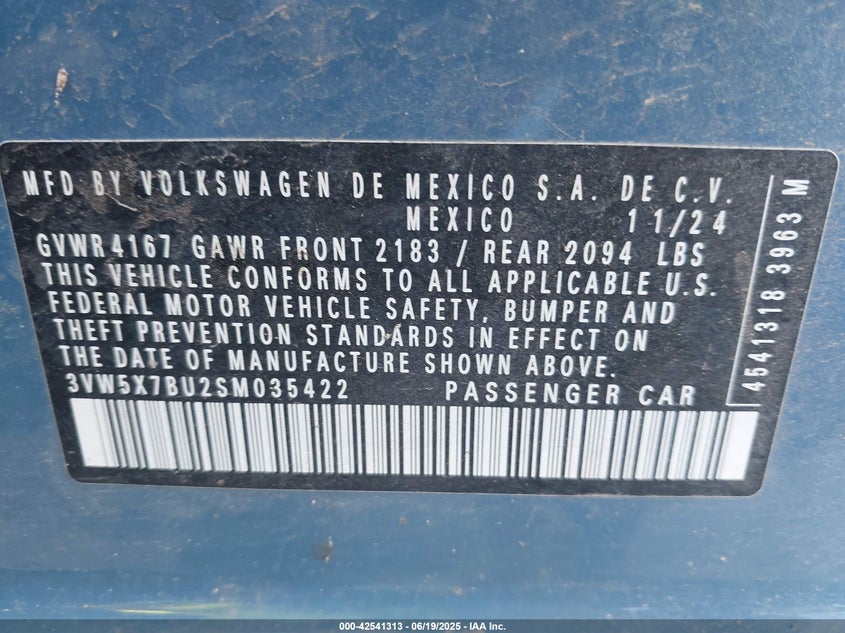 MFD BY VOLKSWAGEN DE MEXICO S.A. DE C.V.
MEXICO 11/24
GVWR 4167 GAWR FRONT 2183 / REAR 2094 LBS
THIS VEHICLE CONFORMS TO ALL APPLICABLE U.S.
FEDERAL MOTOR VEHICLE SAFETY, BUMPER AND
THEFT PREVENTION STANDARDS IN EFFECT ON
THE DATE OF MANUFACTURE SHOWN ABOVE.
3VW5X7BU2SM035422 PASSENGER CAR
4541318 3963 M
000-42541313 - 06/19/2025 - IAA Inc.